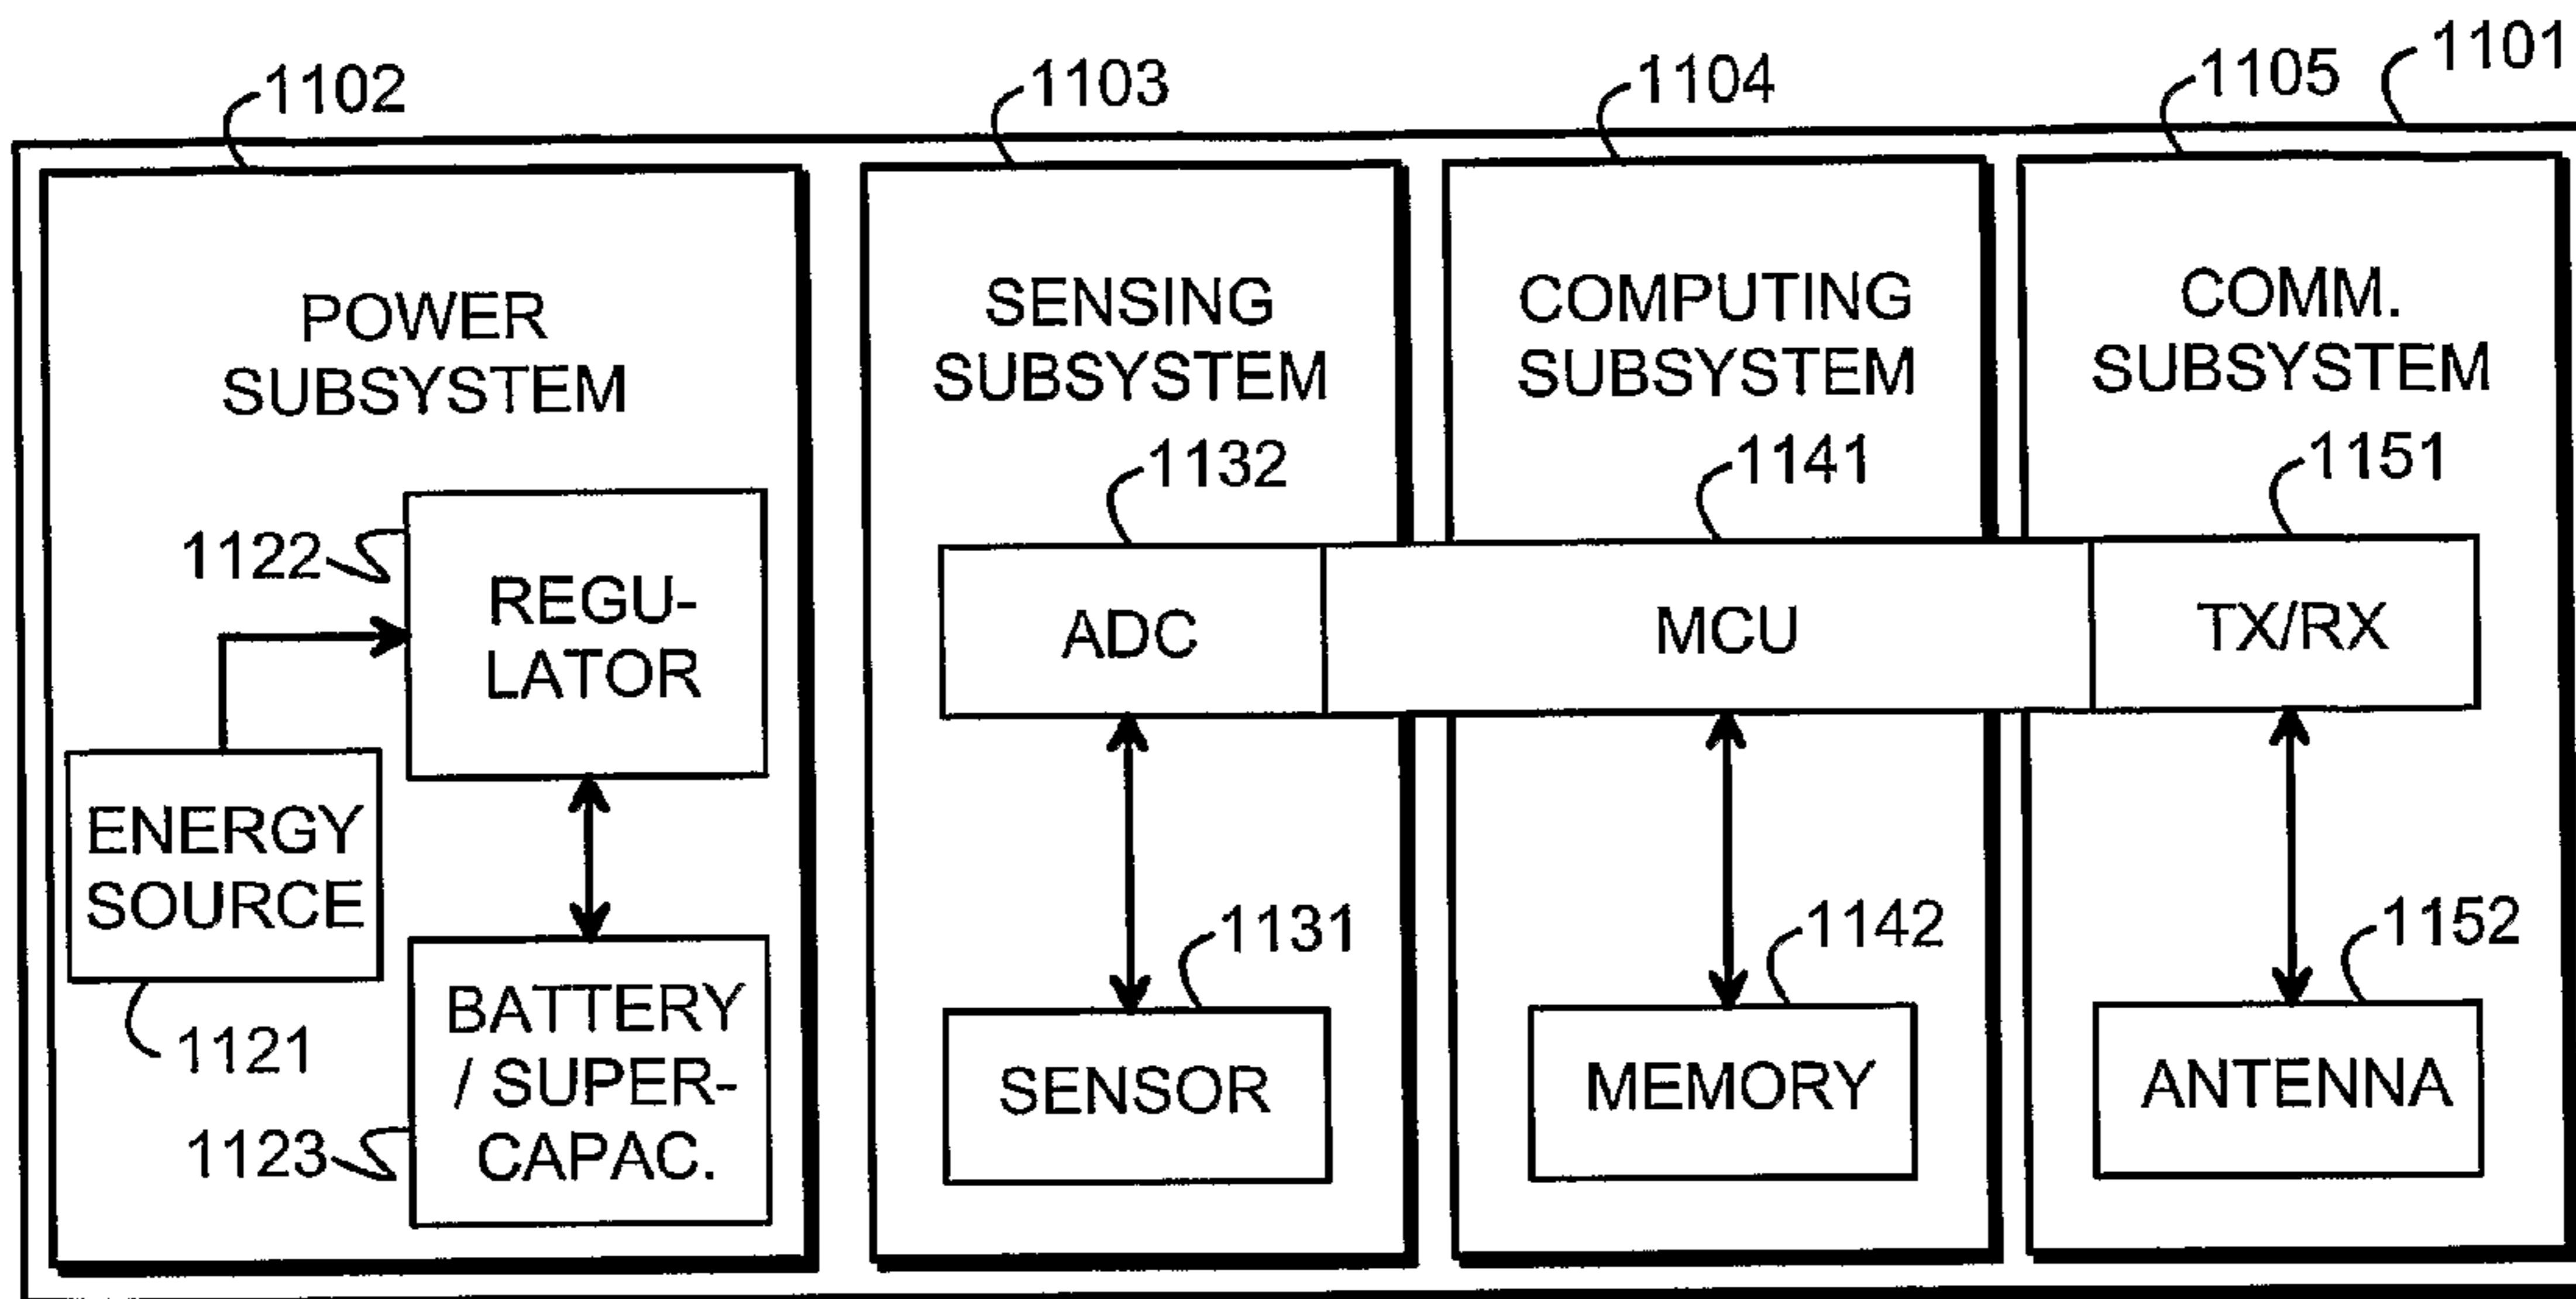 1101
1102
1103
1104
1105
POWER
SUBSYSTEM
SENSING
SUBSYSTEM
COMPUTING
SUBSYSTEM
COMM.
SUBSYSTEM
1122
REGU-
LATOR
ENERGY
SOURCE
1121
BATTERY
/ SUPER-
CAPAC.
1123
1132
ADC
1141
MCU
1151
TX/RX
1131
SENSOR
1142
MEMORY
1152
ANTENNA